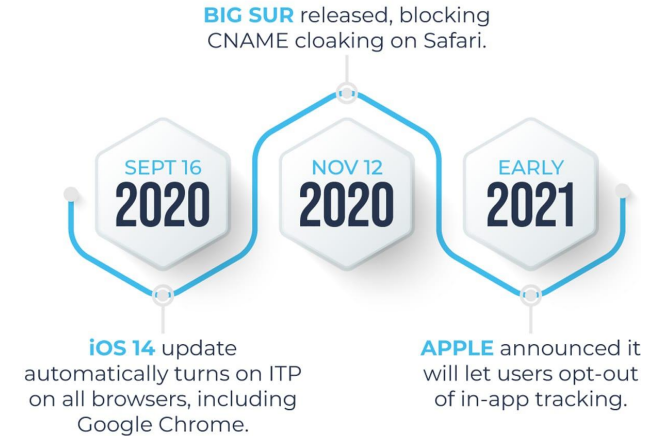 BIG SUR released, blocking
CNAME cloaking on Safari.
SEPT 16
2020
NOV 12
2020
EARLY
2021
iOS 14 update
automatically turns on ITP
on all browsers, including
Google Chrome.
APPLE announced it
will let users opt-out
of in-app tracking.